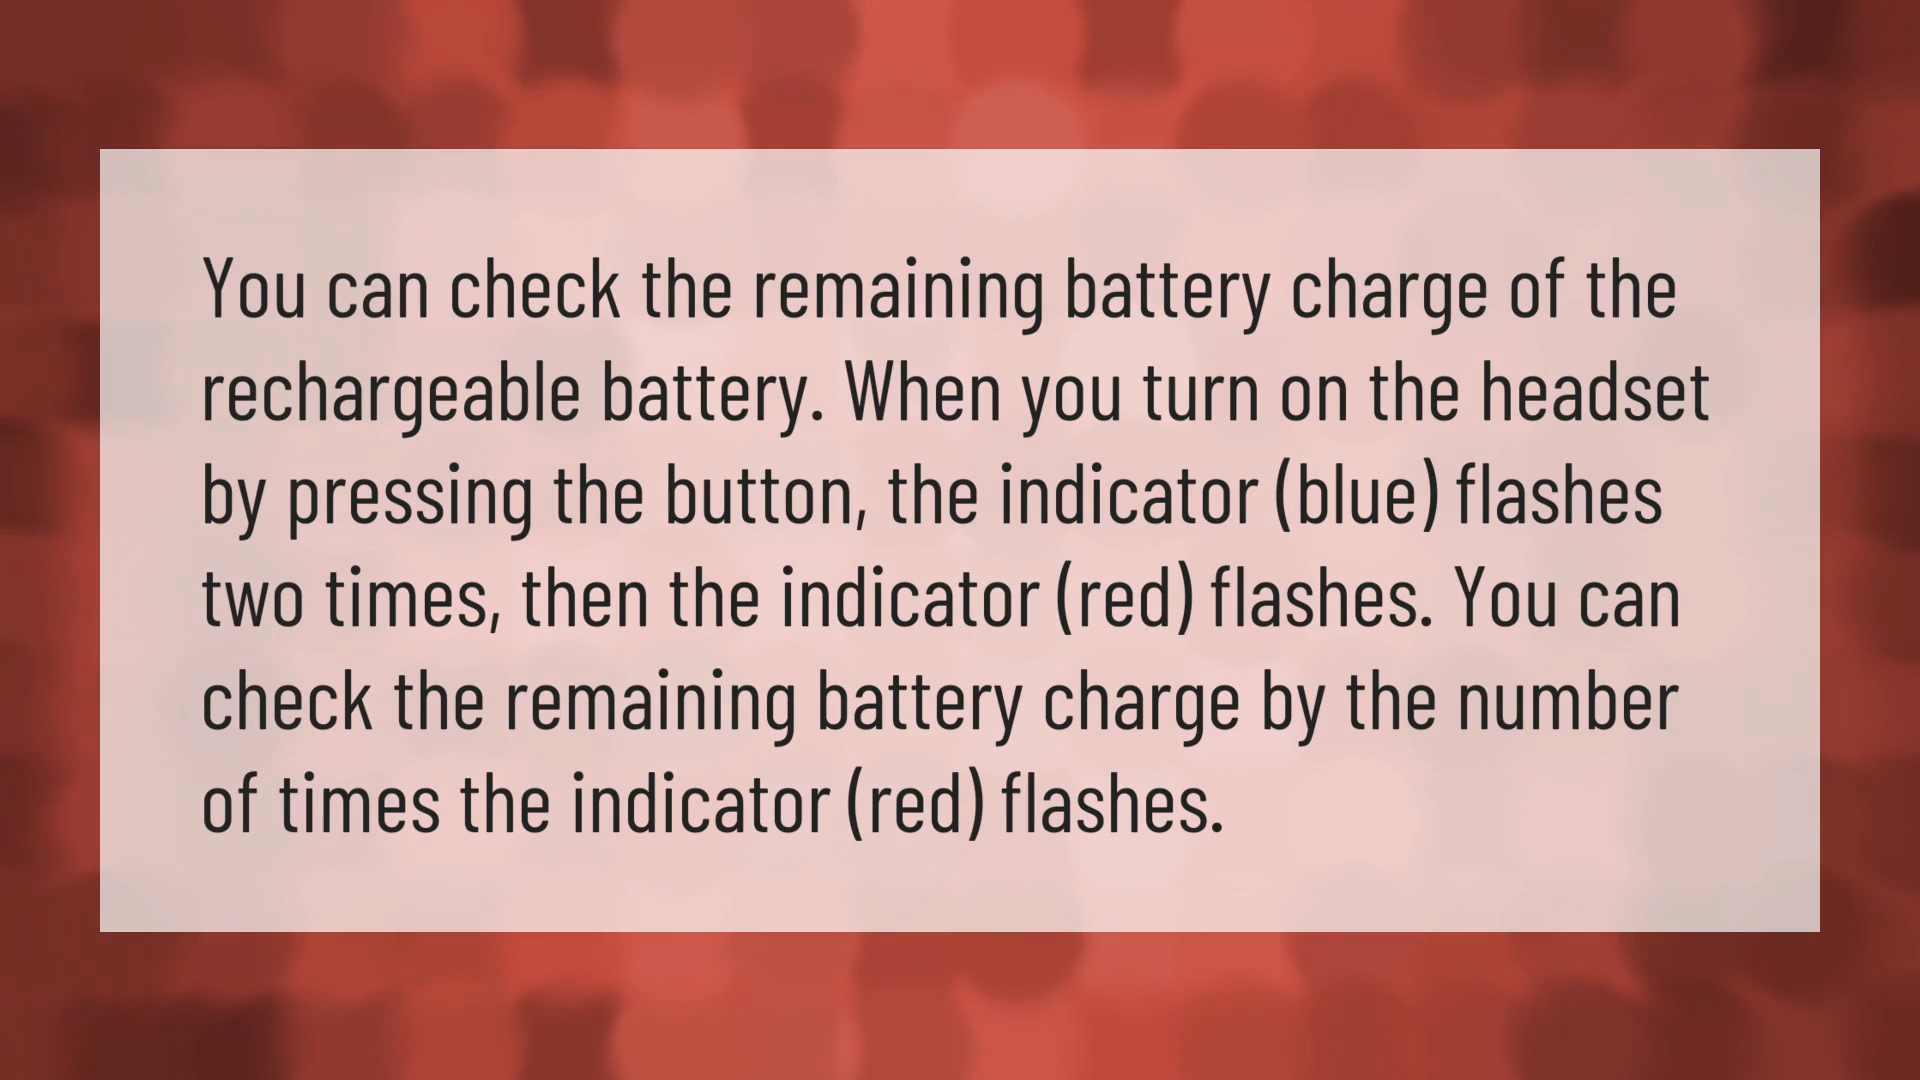 You can check the remaining battery charge of the
rechargeable battery. When you turn on the headset
by pressing the button, the indicator (blue) flashes
two times, then the indicator (red) flashes. You can
check the remaining battery charge by the number
of times the indicator (red) flashes.